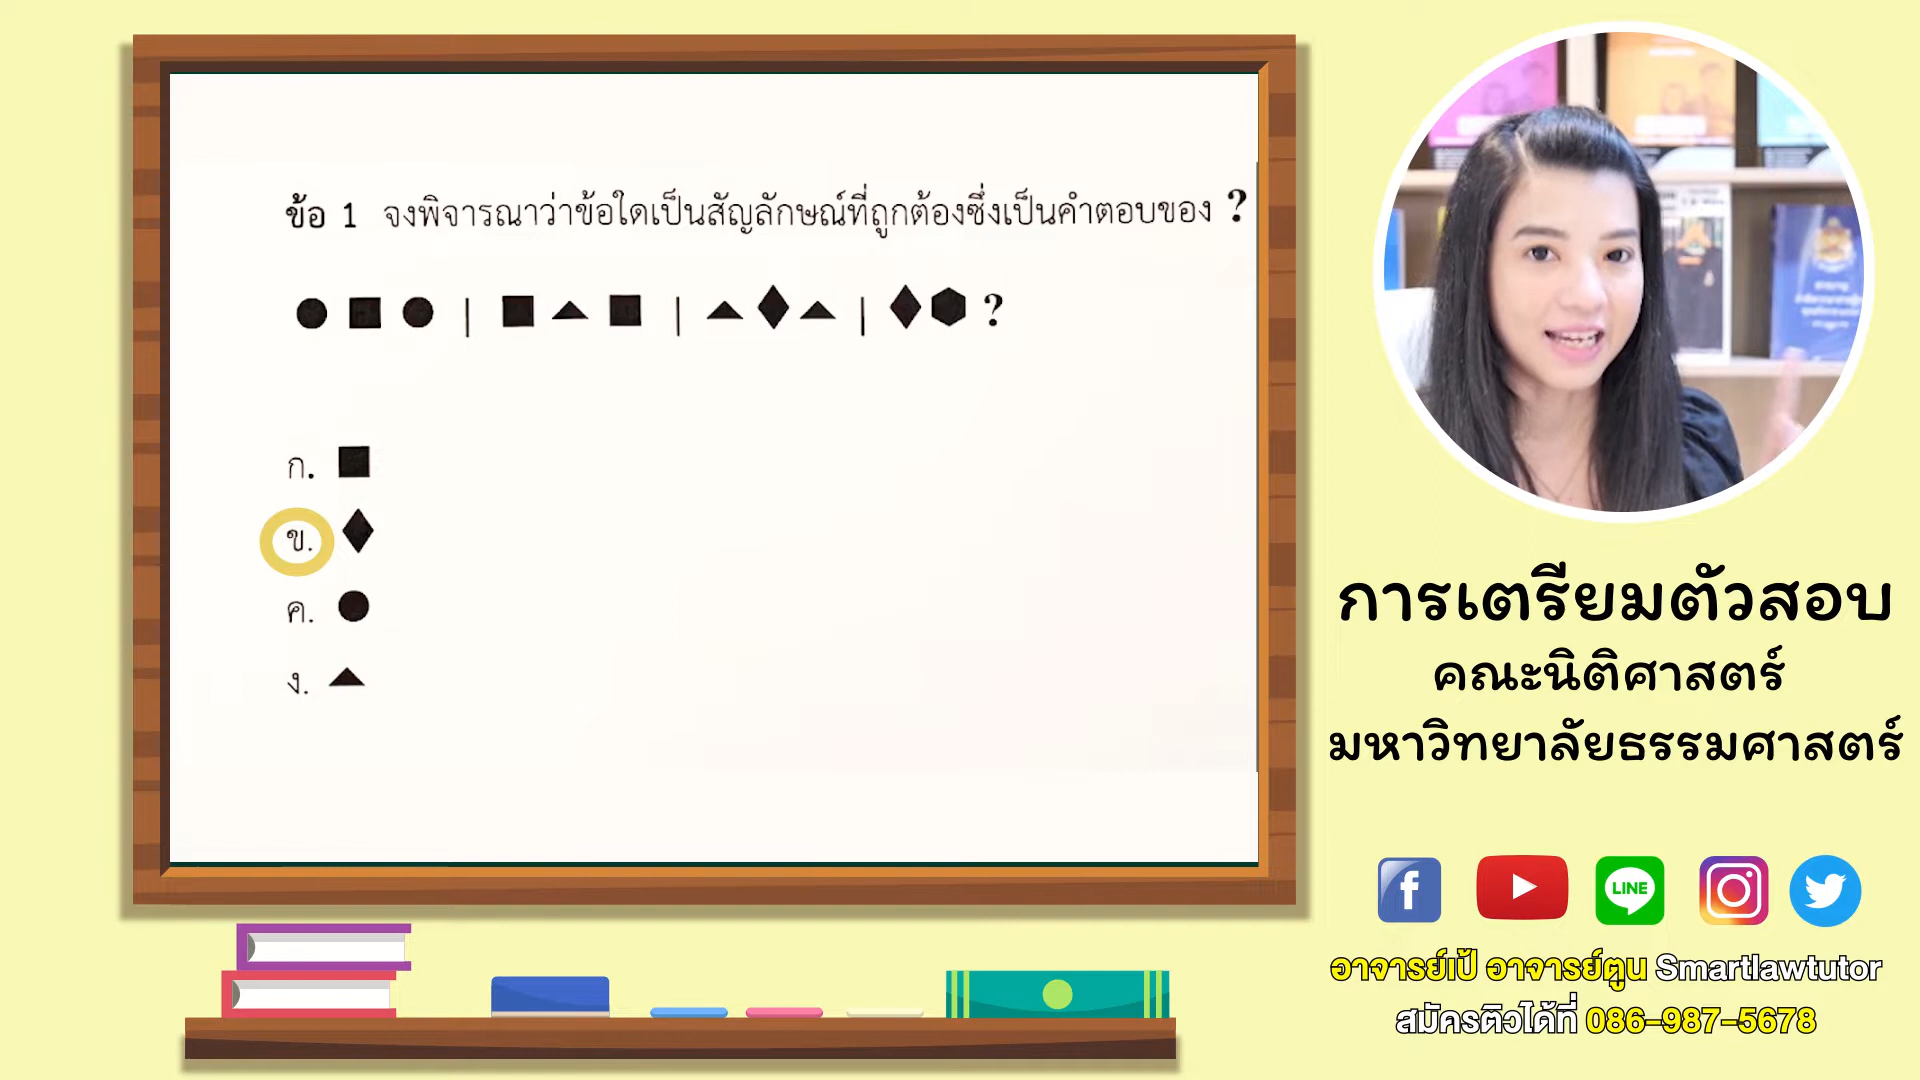 ข้อ 1 จงพิจารณาว่าข้อใดเป็นสัญลักษณ์ที่ถูกต้องซึ่งเป็นคำตอบของ ?
| | | ?
ก.
ข.
ค.
ง.
การเตรียมตัวสอบ
คณะนิติศาสตร์
มหาวิทยาลัยธรรมศาสตร์
f LINE
อาจารย์เป้ อาจารย์ตูน Smartlawtutor
สมัครติวได้ที่ 086-987-5678